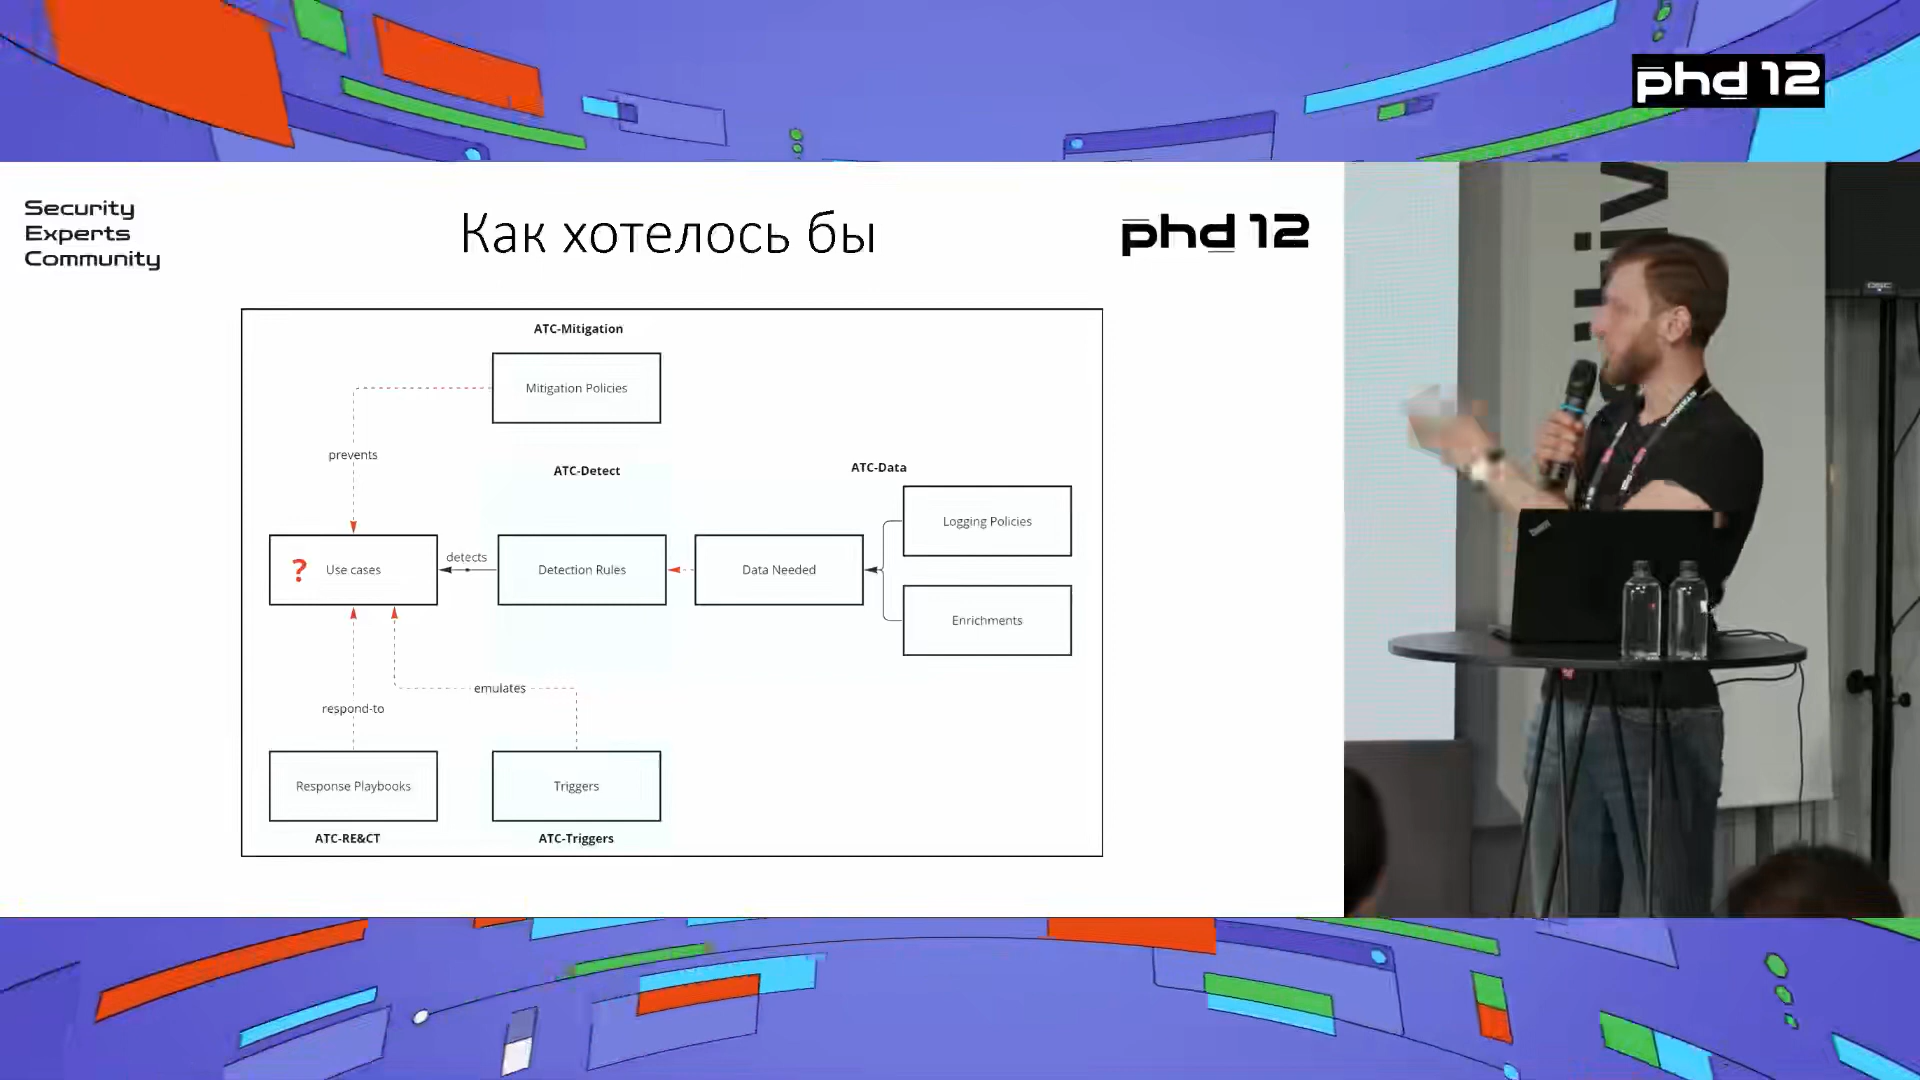 phd 12
Security
Experts
Community
Как хотелось бы
phd 12
ATC-Mitigation
Mitigation Policies
prevents
ATC-Detect
ATC-Data
Logging Policies
? Use cases
detects
Detection Rules
Data Needed
Enrichments
emulates
respond-to
Response Playbooks
Triggers
ATC-RE&CT
ATC-Triggers